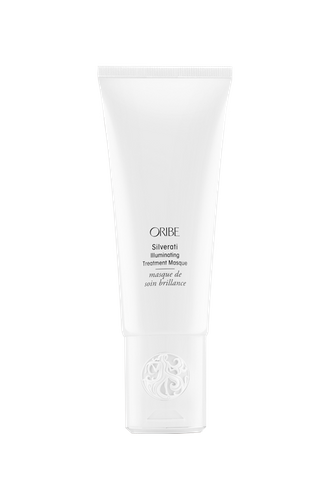 ORIBE
Silverati
Illuminating
Treatment Masque
masque de
soin brillance